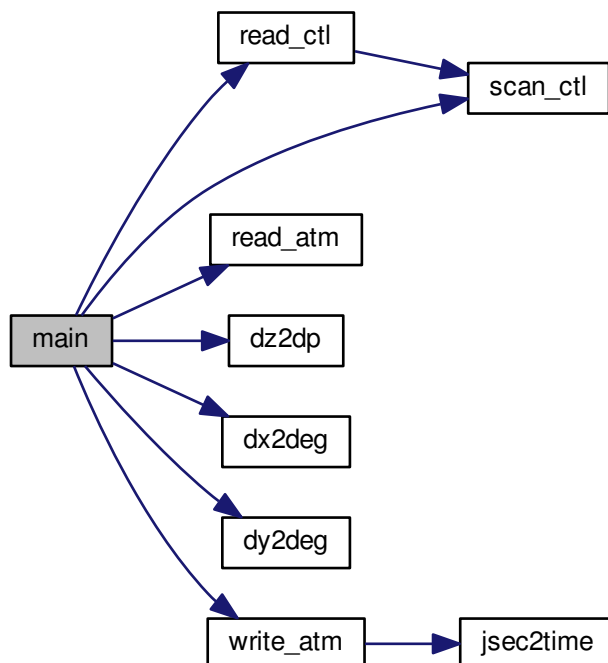 read_ctl
scan_ctl
read_atm
main
dz2dp
dx2deg
dy2deg
write_atm
jsec2time